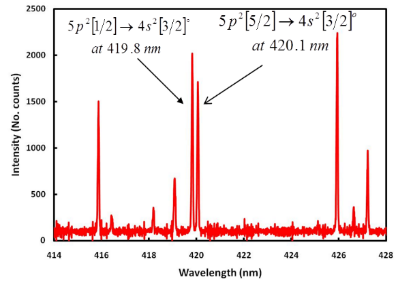 2500
2000
1500
1000
500
0
5p²[1/2]→4s²[3/2]°
at 419.8 nm
5p²[5/2]→4s²[3/2]º
at 420.1 nm
414 416 418 420 422 424 426 428
Wavelength (nm)
Intensity (No. counts)